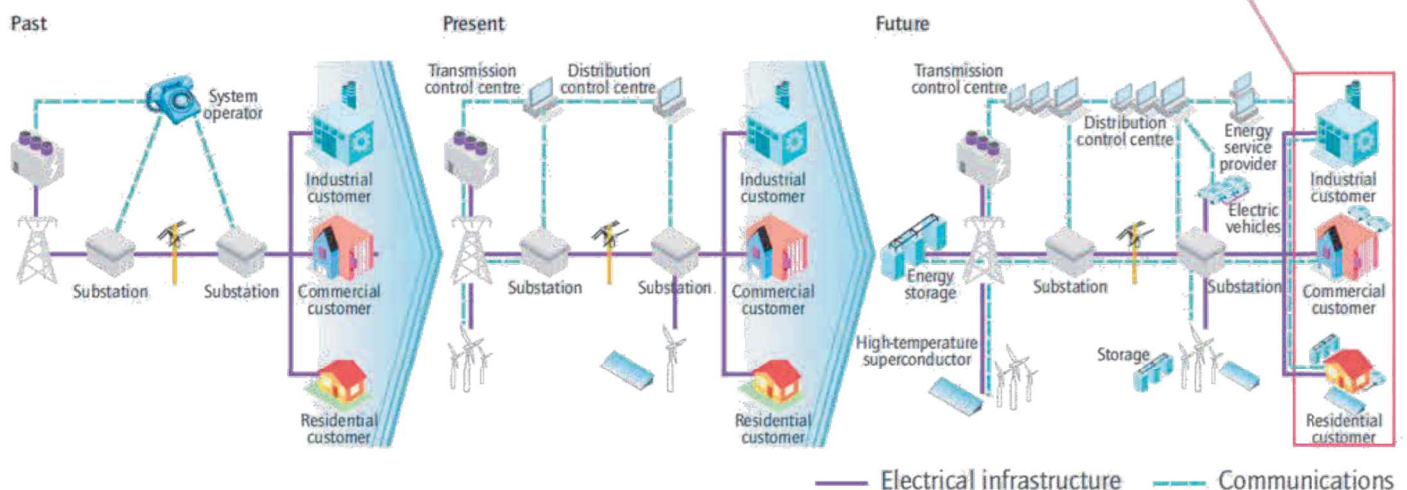 Past
System
operator
Industrial
customer
Substation
Substation
Commercial
customer
Residential
customer
Present
Transmission
control centre
Distribution
control centre
Industrial
customer
Substation
Substation
Commercial
customer
Residential
customer
Future
Transmission
control centre
Distribution
control centre
Energy
service
provider
Industrial
customer
Electric
vehicles
Energy
storage
Substation
Substation
Commercial
customer
High-temperature
superconductor
Storage
Residential
customer
Electrical infrastructure
Communications